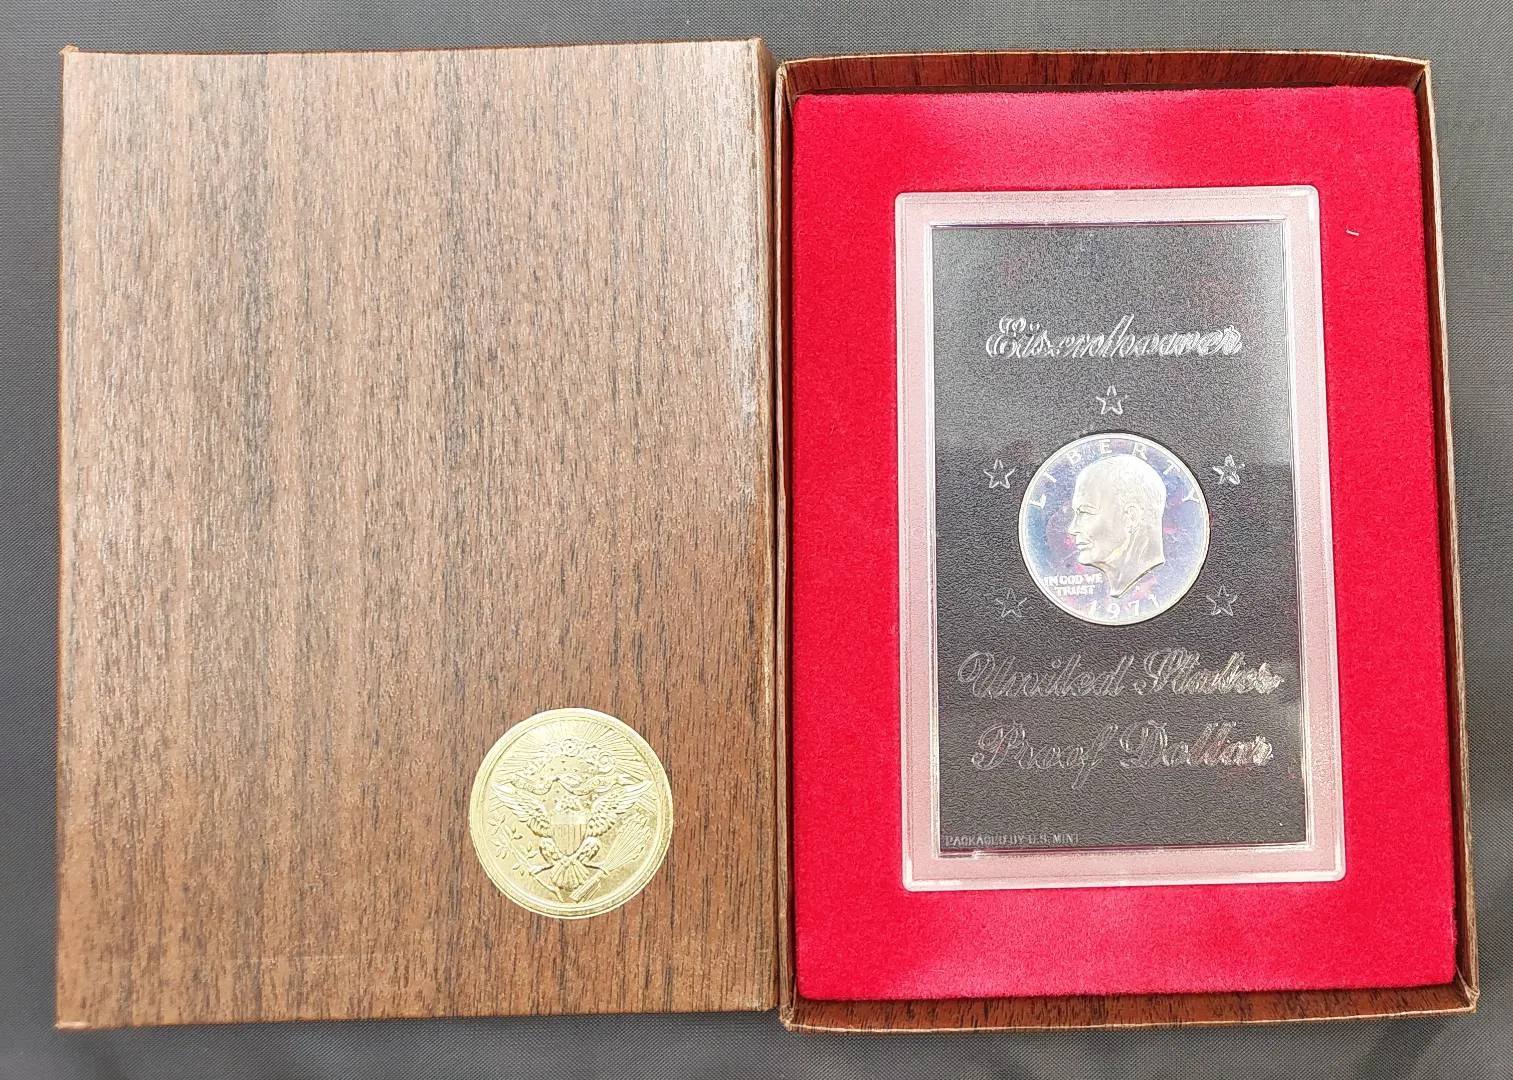 Eisenhower
LIBERTY
IN GOD WE
TRUST
1971
United States
Proof Dollar
PACKAGED BY U.S. MINT